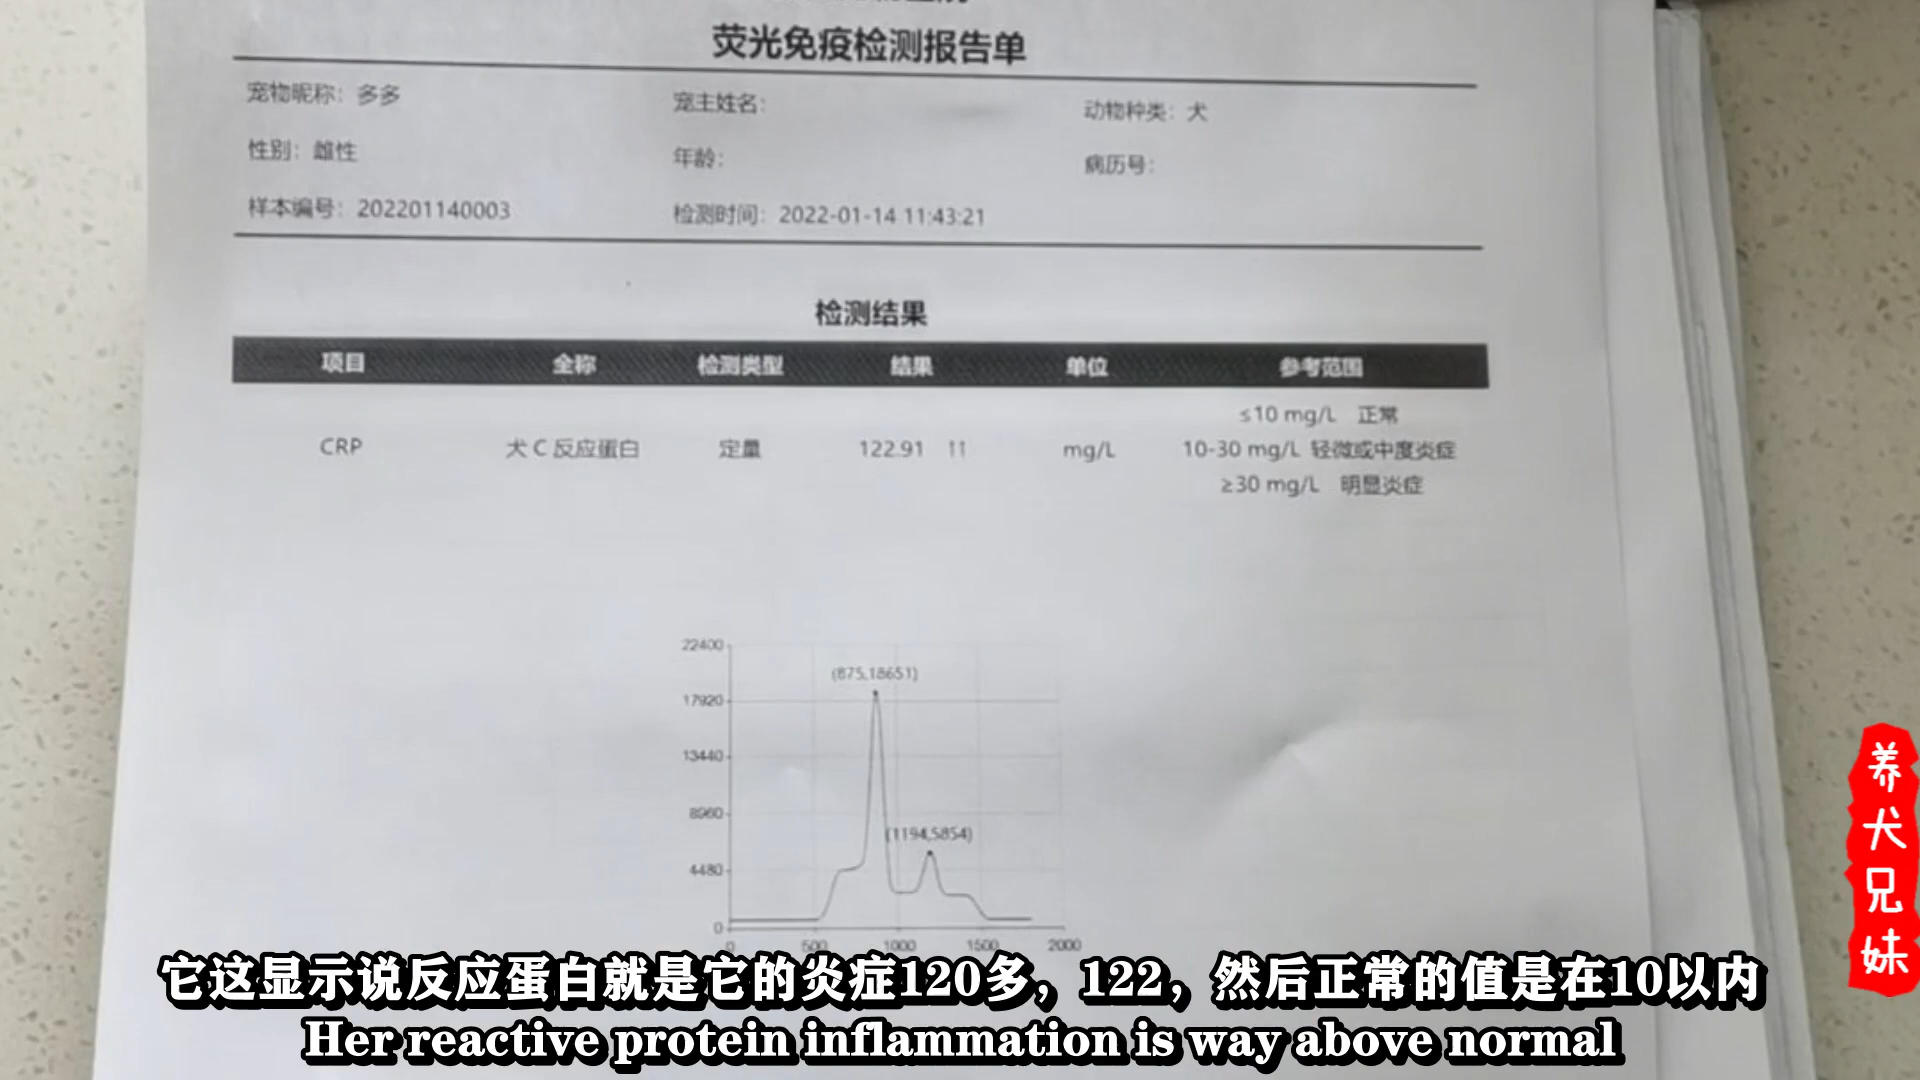 荧光免疫检测报告单
宠物昵称：多多 宠主姓名： 动物种类：犬
性别：雌性 年龄： 病历号：
样本编号：202201140003 检测时间：2022-01-14 11:43:21
检测结果
项目 全称 检测类型 结果 单位 参考范围
≤10 mg/L 正常
CRP 犬 C 反应蛋白 定量 122.91 ↑↑ mg/L 10-30 mg/L 轻微或中度炎症
≥30 mg/L 明显炎症
22400
(875,18651)
17920
13440
8960
(1194,5854)
4480
0
0 500 1000 1500 2000
养犬兄妹
它这显示说反应蛋白就是它的炎症120多，122，然后正常的值是在10以内
Her reactive protein inflammation is way above normal